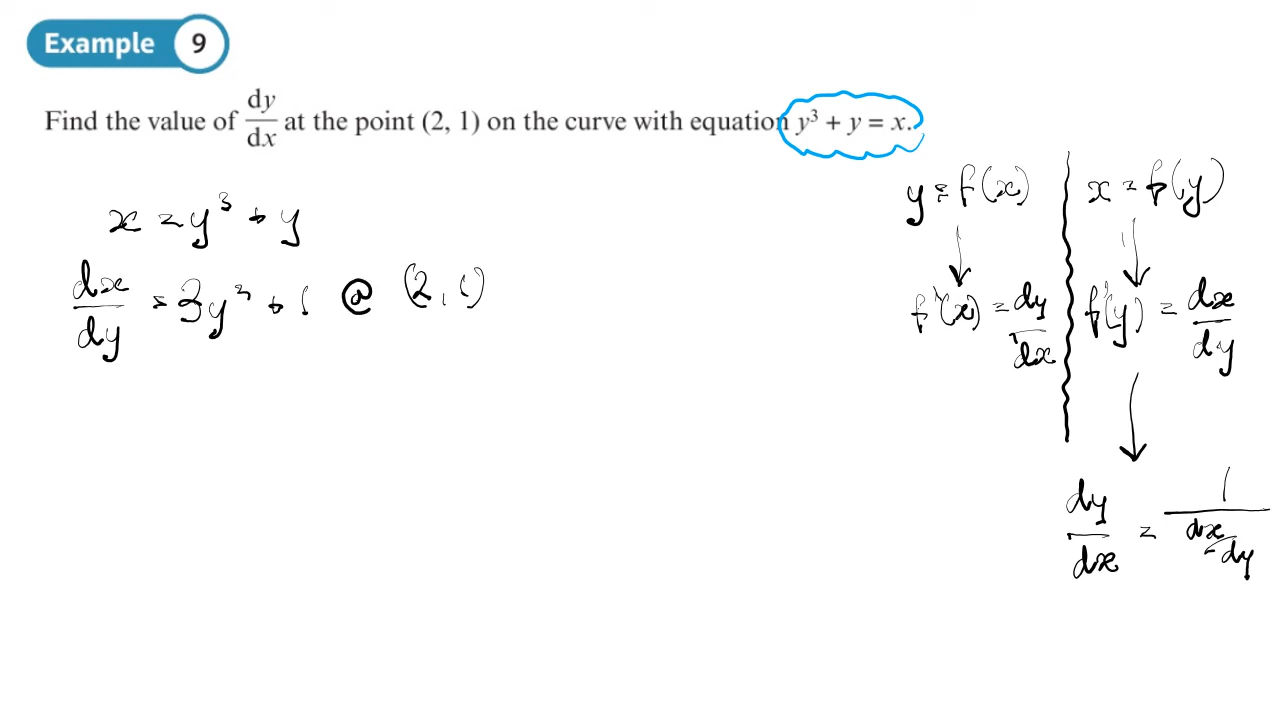 Example 9
Find the value of dy/dx at the point (2, 1) on the curve with equation y³ + y = x.
x = y³ + y
dx/dy = 3y² + 1 @ (2, 1)
y = f(x)
f'(x) = dy/dx
x = f(y)
f'(y) = dx/dy
dy/dx = 1/(dx/dy)